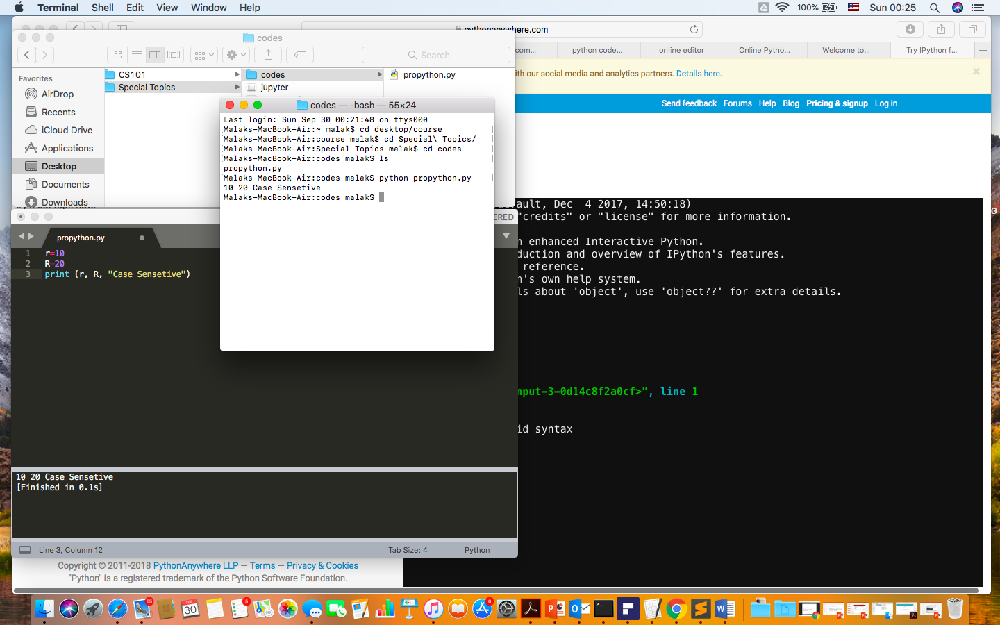 Terminal Shell Edit View Window Help 100% Sun 00:25
pythonanywhere.com
codes
Search
com... python code... online editor Online Pytho... Welcome to... Try IPython f...
Favorites
AirDrop
Recents
iCloud Drive
Applications
Desktop
Documents
Downloads
CS101
Special Topics
codes
jupyter
propython.py
ith our social media and analytics partners. Details here.
Send feedback Forums Help Blog Pricing & signup Log in
codes — -bash — 55×24
Last login: Sun Sep 30 00:21:48 on ttys000
[Malaks-MacBook-Air:~ malak$ cd desktop/course ]
[Malaks-MacBook-Air:course malak$ cd Special\ Topics/ ]
[Malaks-MacBook-Air:Special Topics malak$ cd codes ]
[Malaks-MacBook-Air:codes malak$ ls ]
propython.py
[Malaks-MacBook-Air:codes malak$ python propython.py ]
10 20 Case Sensetive
Malaks-MacBook-Air:codes malak$
ERED
propython.py
1 r=10
2 R=20
3 print (r, R, "Case Sensetive")
10 20 Case Sensetive
[Finished in 0.1s]
Line 3, Column 12 Tab Size: 4 Python
fault, Dec 4 2017, 14:50:18)
"credits" or "license" for more information.
n enhanced Interactive Python.
duction and overview of IPython's features.
reference.
n's own help system.
ls about 'object', use 'object??' for extra details.
nput-3-0d14c8f2a0cf>", line 1
id syntax
Copyright © 2011-2018 PythonAnywhere LLP — Terms — Privacy & Cookies
"Python" is a registered trademark of the Python Software Foundation.
65
SEP
30
5
6